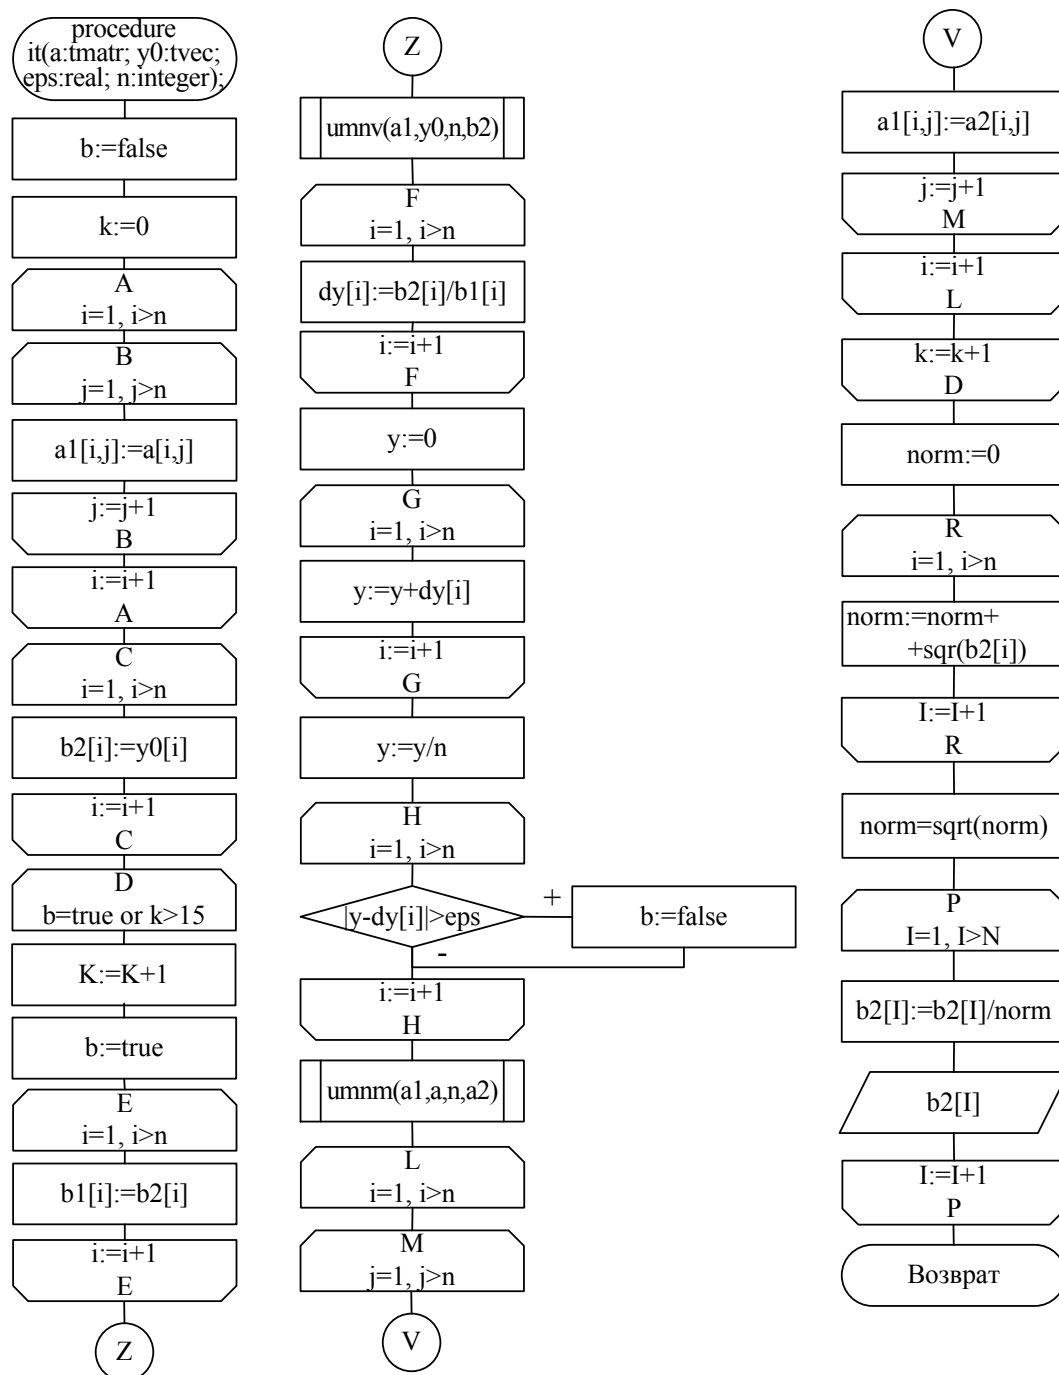 procedure
it(a:tmatr; y0:tvec;
eps:real; n:integer);
b:=false
k:=0
A
i=1, i>n
B
j=1, j>n
a1[i,j]:=a[i,j]
j:=j+1
B
i:=i+1
A
C
i=1, i>n
b2[i]:=y0[i]
i:=i+1
C
D
b=true or k>15
K:=K+1
b:=true
E
i=1, i>n
b1[i]:=b2[i]
i:=i+1
E
Z
Z
umnv(a1,y0,n,b2)
F
i=1, i>n
dy[i]:=b2[i]/b1[i]
i:=i+1
F
y:=0
G
i=1, i>n
y:=y+dy[i]
i:=i+1
G
y:=y/n
H
i=1, i>n
|y-dy[i]|>eps
+
b:=false
-
i:=i+1
H
umnm(a1,a,n,a2)
L
i=1, i>n
M
j=1, j>n
V
V
a1[i,j]:=a2[i,j]
j:=j+1
M
i:=i+1
L
k:=k+1
D
norm:=0
R
i=1, i>n
norm:=norm+
+sqr(b2[i])
I:=I+1
R
norm=sqrt(norm)
P
I=1, I>N
b2[I]:=b2[I]/norm
b2[I]
I:=I+1
P
Возврат